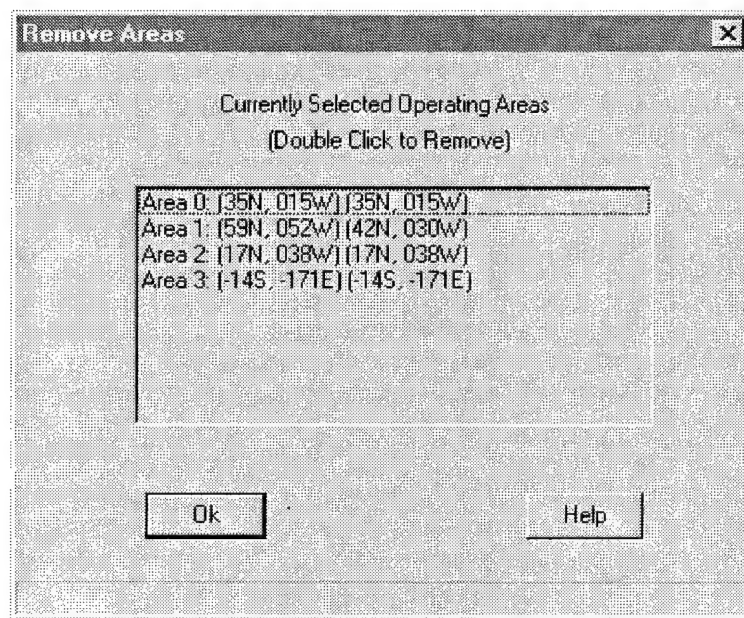 Remove Areas
Currently Selected Operating Areas
(Double Click to Remove)
Area 0: (35N, 015W) (35N, 015W)
Area 1: (59N, 052W) (42N, 030W)
Area 2: (17N, 038W) (17N, 038W)
Area 3: (-14S, -171E) (-14S, -171E)
Ok
Help